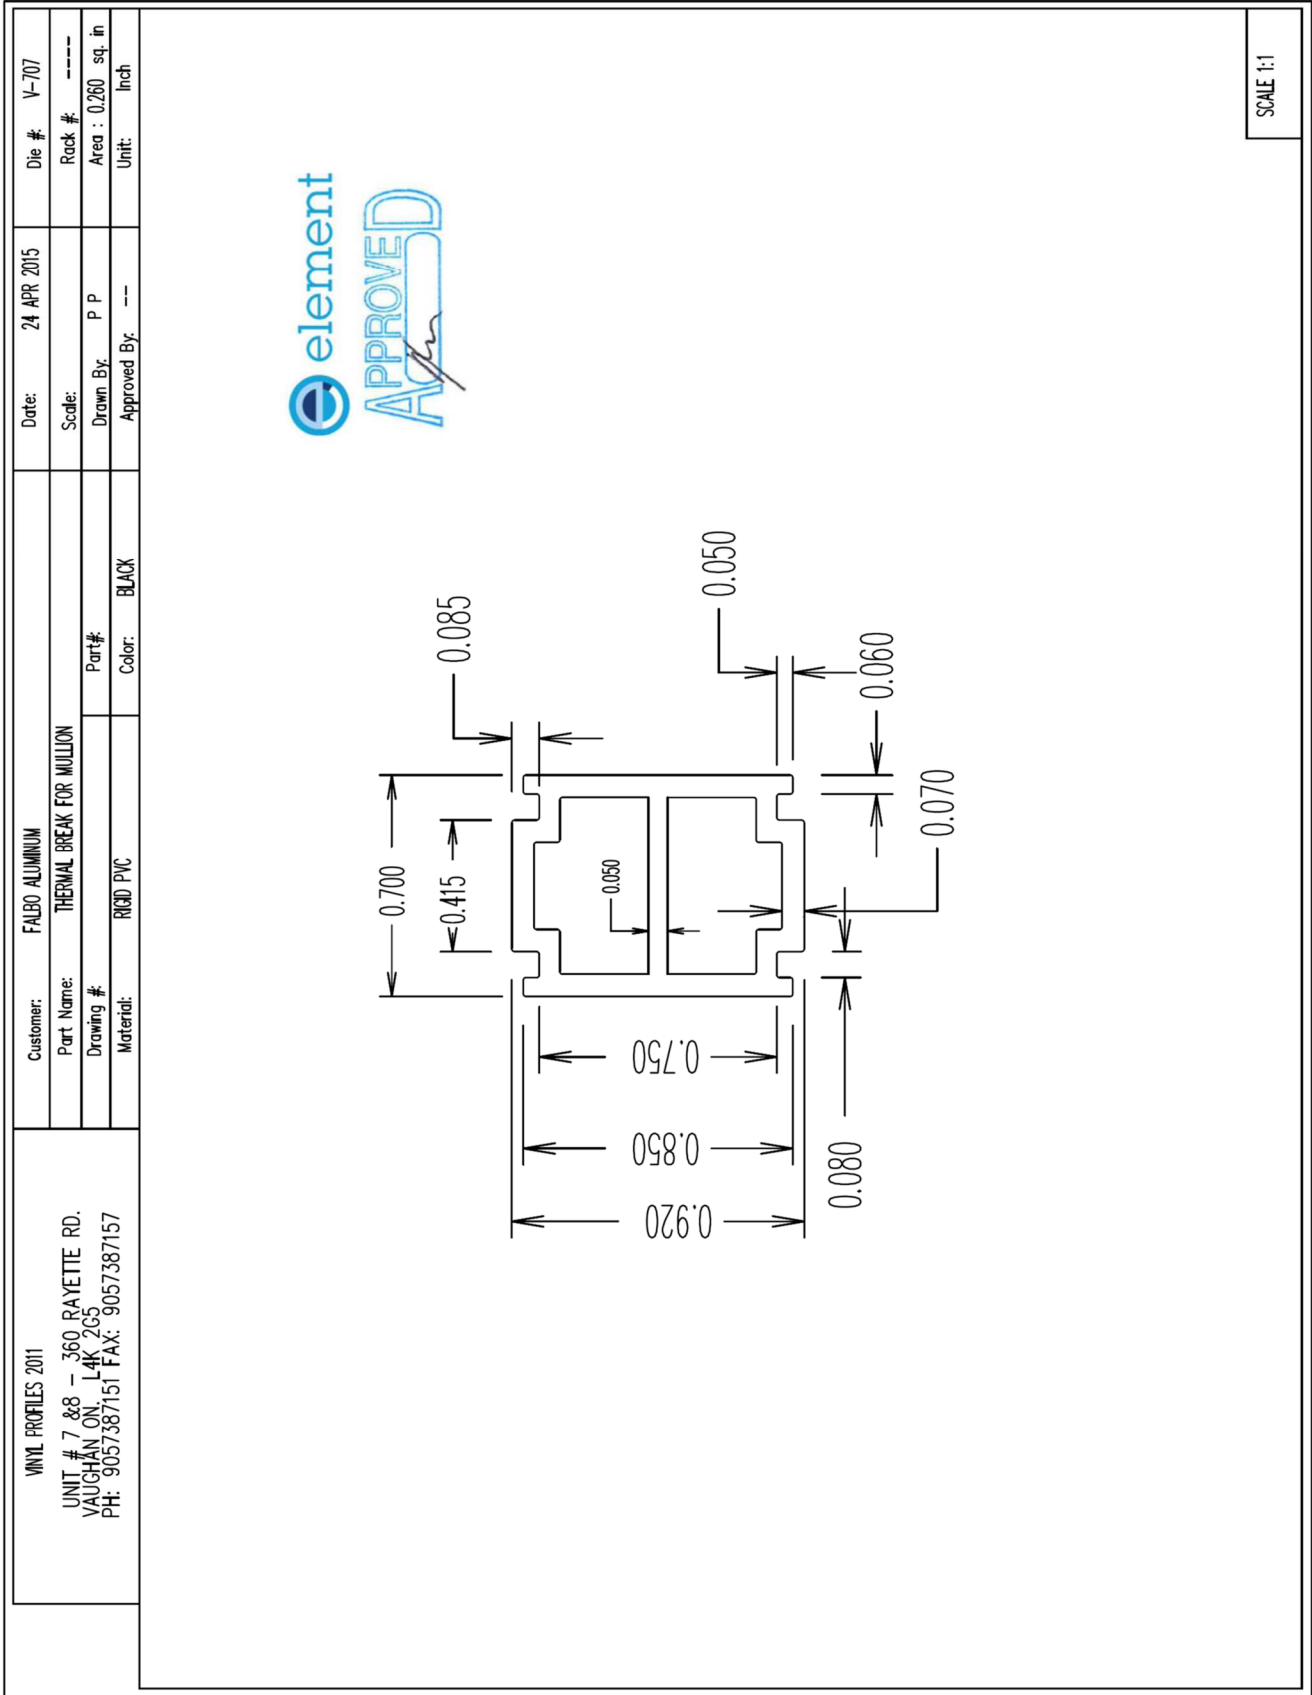 VINYL PROFILES 2011
UNIT # 7 &8 - 360 RAYETTE RD.
VAUGHAN ON. L4K 2G5
PH: 9057387151 FAX: 9057387157
Customer: FALBO ALUMINUM
Date: 24 APR 2015
Die #: V-707
Part Name: THERMAL BREAK FOR MULLION
Scale:
Rack #: ----
Drawing #:
Part#:
Drawn By: P P
Area : 0.260 sq. in
Material: RIGID PVC
Color: BLACK
Approved By: --
Unit: Inch
element
APPROVED
0.700
0.415
0.085
0.050
0.750
0.850
0.920
0.050
0.060
0.080
0.070
SCALE 1:1